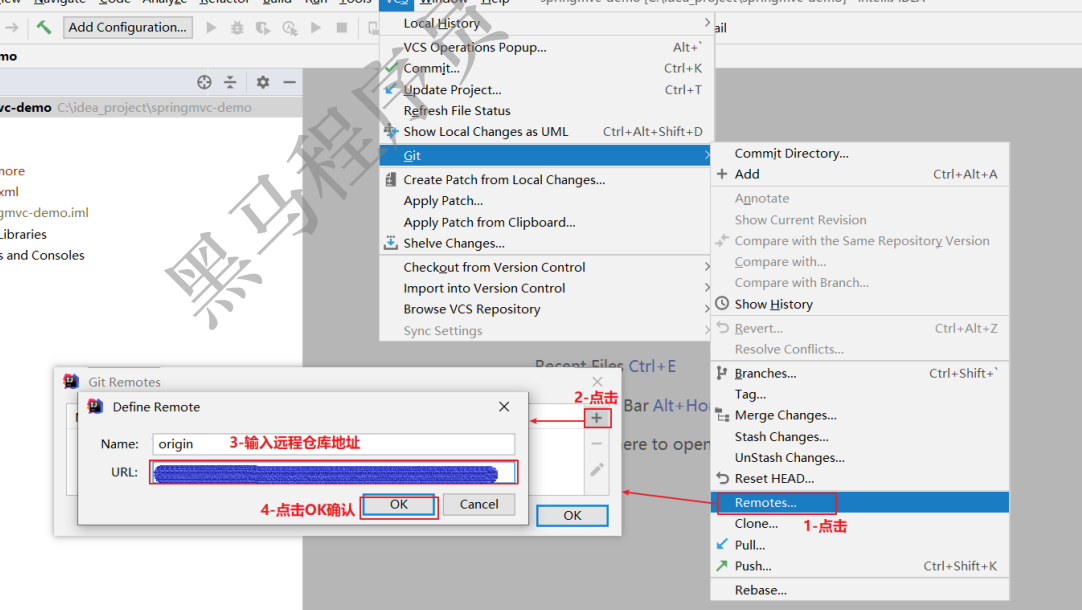 Navigate Code Analyze Refactor Build Run Tools VCS Window Help springmvc-demo [C:\idea_project\springmvc-demo] - IntelliJ IDEA
Add Configuration...
mo
vc-demo C:\idea_project\springmvc-demo
xml
gmvc-demo.iml
Libraries
s and Consoles
Local History
VCS Operations Popup... Alt+`
Commit... Ctrl+K
Update Project... Ctrl+T
Refresh File Status
Show Local Changes as UML Ctrl+Alt+Shift+D
Git
Create Patch from Local Changes...
Apply Patch...
Apply Patch from Clipboard...
Shelve Changes...
Checkout from Version Control
Import into Version Control
Browse VCS Repository
Sync Settings
Commit Directory...
Add Ctrl+Alt+A
Annotate
Show Current Revision
Compare with the Same Repository Version
Compare with...
Compare with Branch...
Show History
Revert... Ctrl+Alt+Z
Resolve Conflicts...
Branches... Ctrl+Shift+`
Tag...
Merge Changes...
Stash Changes...
UnStash Changes...
Reset HEAD...
Remotes...
1-点击
Clone...
Pull...
Push... Ctrl+Shift+K
Rebase...
Recent Files Ctrl+E
Bar Alt+Ho
ere to open
Git Remotes
2-点击
Define Remote
Name: origin
3-输入远程仓库地址
URL:
4-点击OK确认
OK
Cancel
OK
黑马程序员